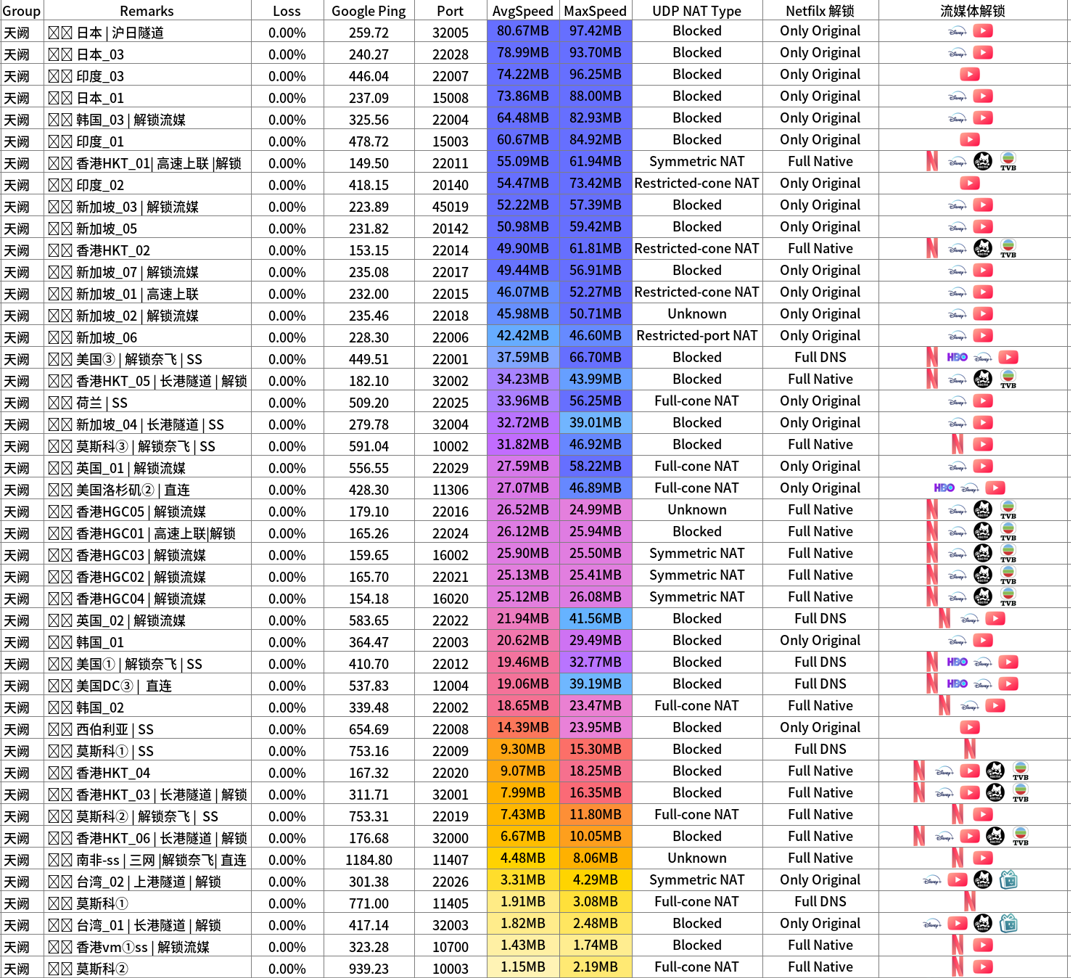 Group Remarks Loss Google Ping Port AvgSpeed MaxSpeed UDP NAT Type Netfilx 解锁 流媒体解锁
天阙 日本 | 沪日隧道 0.00% 259.72 32005 80.67MB 97.42MB Blocked Only Original Disney+
天阙 日本_03 0.00% 240.27 22028 78.99MB 93.70MB Blocked Only Original Disney+
天阙 印度_03 0.00% 446.04 22007 74.22MB 96.25MB Blocked Only Original
天阙 日本_01 0.00% 237.09 15008 73.86MB 88.00MB Blocked Only Original Disney+
天阙 韩国_03 | 解锁流媒 0.00% 325.56 22004 64.48MB 82.93MB Blocked Only Original Disney+
天阙 印度_01 0.00% 478.72 15003 60.67MB 84.92MB Blocked Only Original
天阙 香港HKT_01| 高速上联 |解锁 0.00% 149.50 22011 55.09MB 61.94MB Symmetric NAT Full Native N Disney+ TVB
天阙 印度_02 0.00% 418.15 20140 54.47MB 73.42MB Restricted-cone NAT Only Original
天阙 新加坡_03 | 解锁流媒 0.00% 223.89 45019 52.22MB 57.39MB Blocked Only Original Disney+
天阙 新加坡_05 0.00% 231.82 20142 50.98MB 59.42MB Blocked Only Original Disney+
天阙 香港HKT_02 0.00% 153.15 22014 49.90MB 61.81MB Restricted-cone NAT Full Native N Disney+ TVB
天阙 新加坡_07 | 解锁流媒 0.00% 235.08 22017 49.44MB 56.91MB Blocked Only Original Disney+
天阙 新加坡_01 | 高速上联 0.00% 232.00 22015 46.07MB 52.27MB Restricted-cone NAT Only Original Disney+
天阙 新加坡_02 | 解锁流媒 0.00% 235.46 22018 45.98MB 50.71MB Unknown Only Original Disney+
天阙 新加坡_06 0.00% 228.30 22006 42.42MB 46.60MB Restricted-port NAT Only Original Disney+
天阙 美国③ | 解锁奈飞 | SS 0.00% 449.51 22001 37.59MB 66.70MB Blocked Full DNS N HBO Disney+
天阙 香港HKT_05 | 长港隧道 | 解锁 0.00% 182.10 32002 34.23MB 43.99MB Blocked Full Native N Disney+ TVB
天阙 荷兰 | SS 0.00% 509.20 22025 33.96MB 56.25MB Full-cone NAT Only Original Disney+
天阙 新加坡_04 | 长港隧道 | SS 0.00% 279.78 32004 32.72MB 39.01MB Blocked Only Original Disney+
天阙 莫斯科③ | 解锁奈飞 | SS 0.00% 591.04 10002 31.82MB 46.92MB Blocked Full Native N
天阙 英国_01 | 解锁流媒 0.00% 556.55 22029 27.59MB 58.22MB Full-cone NAT Only Original Disney+
天阙 美国洛杉矶② | 直连 0.00% 428.30 11306 27.07MB 46.89MB Full-cone NAT Only Original HBO Disney+
天阙 香港HGC05 | 解锁流媒 0.00% 179.10 22016 26.52MB 24.99MB Unknown Full Native N Disney+ TVB
天阙 香港HGC01 | 高速上联|解锁 0.00% 165.26 22024 26.12MB 25.94MB Blocked Full Native N Disney+ TVB
天阙 香港HGC03 | 解锁流媒 0.00% 159.65 16002 25.90MB 25.50MB Symmetric NAT Full Native N Disney+ TVB
天阙 香港HGC02 | 解锁流媒 0.00% 165.70 22021 25.13MB 25.41MB Symmetric NAT Full Native N Disney+ TVB
天阙 香港HGC04 | 解锁流媒 0.00% 154.18 16020 25.12MB 26.08MB Symmetric NAT Full Native N Disney+ TVB
天阙 英国_02 | 解锁流媒 0.00% 583.65 22022 21.94MB 41.56MB Blocked Full DNS N Disney+
天阙 韩国_01 0.00% 364.47 22003 20.62MB 29.49MB Blocked Only Original Disney+
天阙 美国① | 解锁奈飞 | SS 0.00% 410.70 22012 19.46MB 32.77MB Blocked Full DNS N HBO Disney+
天阙 美国DC③ | 直连 0.00% 537.83 12004 19.06MB 39.19MB Blocked Full DNS N HBO Disney+
天阙 韩国_02 0.00% 339.48 22002 18.65MB 23.47MB Full-cone NAT Full Native N Disney+
天阙 西伯利亚 | SS 0.00% 654.69 22008 14.39MB 23.95MB Blocked Only Original
天阙 莫斯科① | SS 0.00% 753.16 22009 9.30MB 15.30MB Blocked Full DNS N
天阙 香港HKT_04 0.00% 167.32 22020 9.07MB 18.25MB Blocked Full Native N Disney+ TVB
天阙 香港HKT_03 | 长港隧道 | 解锁 0.00% 311.71 32001 7.99MB 16.35MB Blocked Full Native N Disney+
天阙 莫斯科② | 解锁奈飞 | SS 0.00% 753.31 22019 7.43MB 11.80MB Full-cone NAT Full Native N
天阙 香港HKT_06 | 长港隧道 | 解锁 0.00% 176.68 32000 6.67MB 10.05MB Blocked Full Native N Disney+ TVB
天阙 南非-ss | 三网 |解锁奈飞| 直连 0.00% 1184.80 11407 4.48MB 8.06MB Unknown Full Native N
天阙 台湾_02 | 上港隧道 | 解锁 0.00% 301.38 22026 3.31MB 4.29MB Symmetric NAT Only Original Disney+
天阙 莫斯科① 0.00% 771.00 11405 1.91MB 3.08MB Full-cone NAT Full DNS N
天阙 台湾_01 | 长港隧道 | 解锁 0.00% 417.14 32003 1.82MB 2.48MB Blocked Only Original Disney+
天阙 香港vm①ss | 解锁流媒 0.00% 323.28 10700 1.43MB 1.74MB Blocked Full Native N
天阙 莫斯科② 0.00% 939.23 10003 1.15MB 2.19MB Full-cone NAT Full Native N